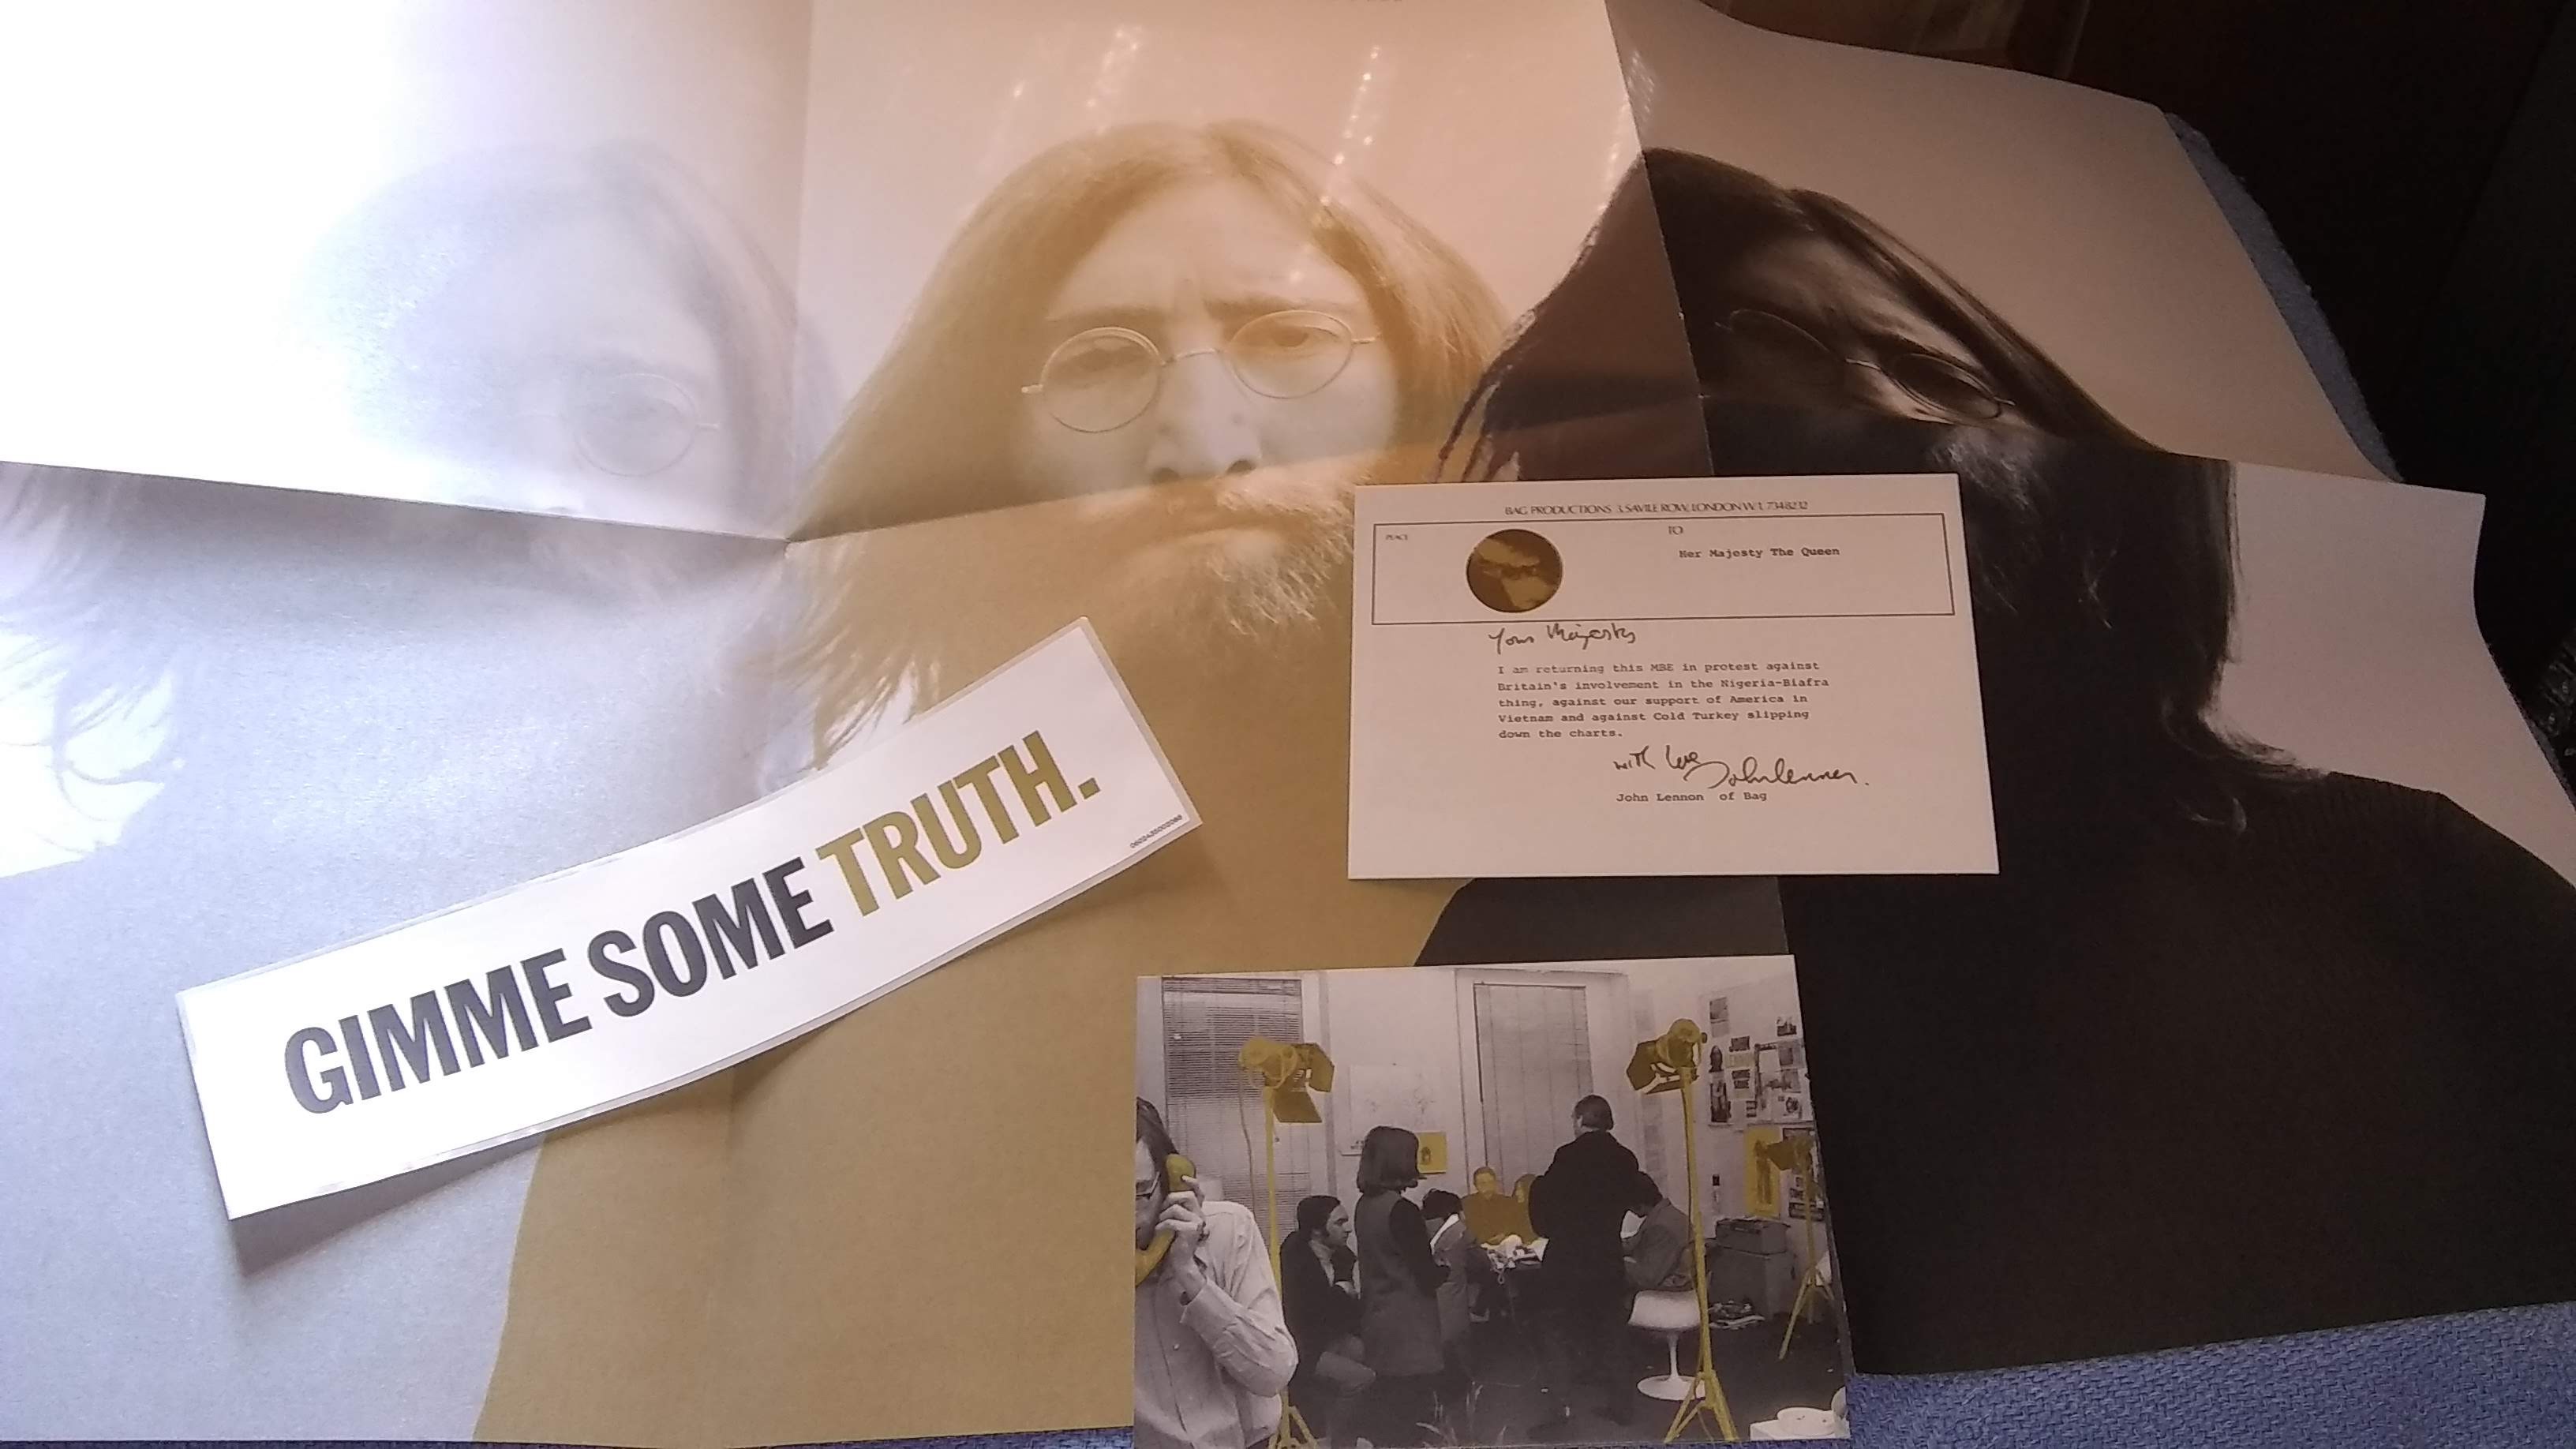 BAG PRODUCTIONS 3, SAVILE ROW, LONDON W.1. 734 8232
PEACE
TO
Her Majesty The Queen
Your Majesty
I am returning this MBE in protest against
Britain's involvement in the Nigeria-Biafra
thing, against our support of America in
Vietnam and against Cold Turkey slipping
down the charts.
with love
John Lennon.
John Lennon of Bag
GIMME SOME TRUTH.